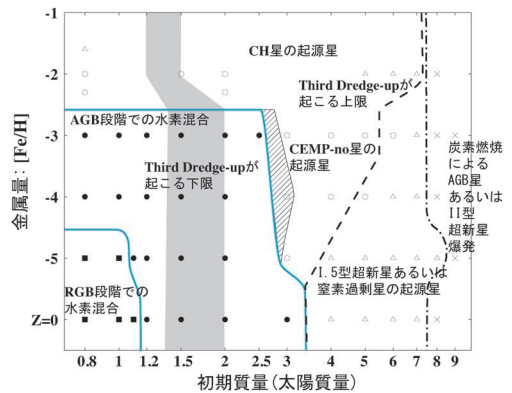 -1
-2
-3
-4
-5
Z=0
金属量: [Fe/H]
CH星の起源星
Third Dredge-upが
起こる上限
AGB段階での水素混合
CEMP-no星の
起源星
Third Dredge-upが
起こる下限
炭素燃焼
による
AGB星
あるいは
II型
超新星
爆発
I.5型超新星あるいは
窒素過剰星の起源星
RGB段階での
水素混合
0.8 1 1.2 1.5 2 2.5 3 4 5 6 7 8 9
初期質量(太陽質量)